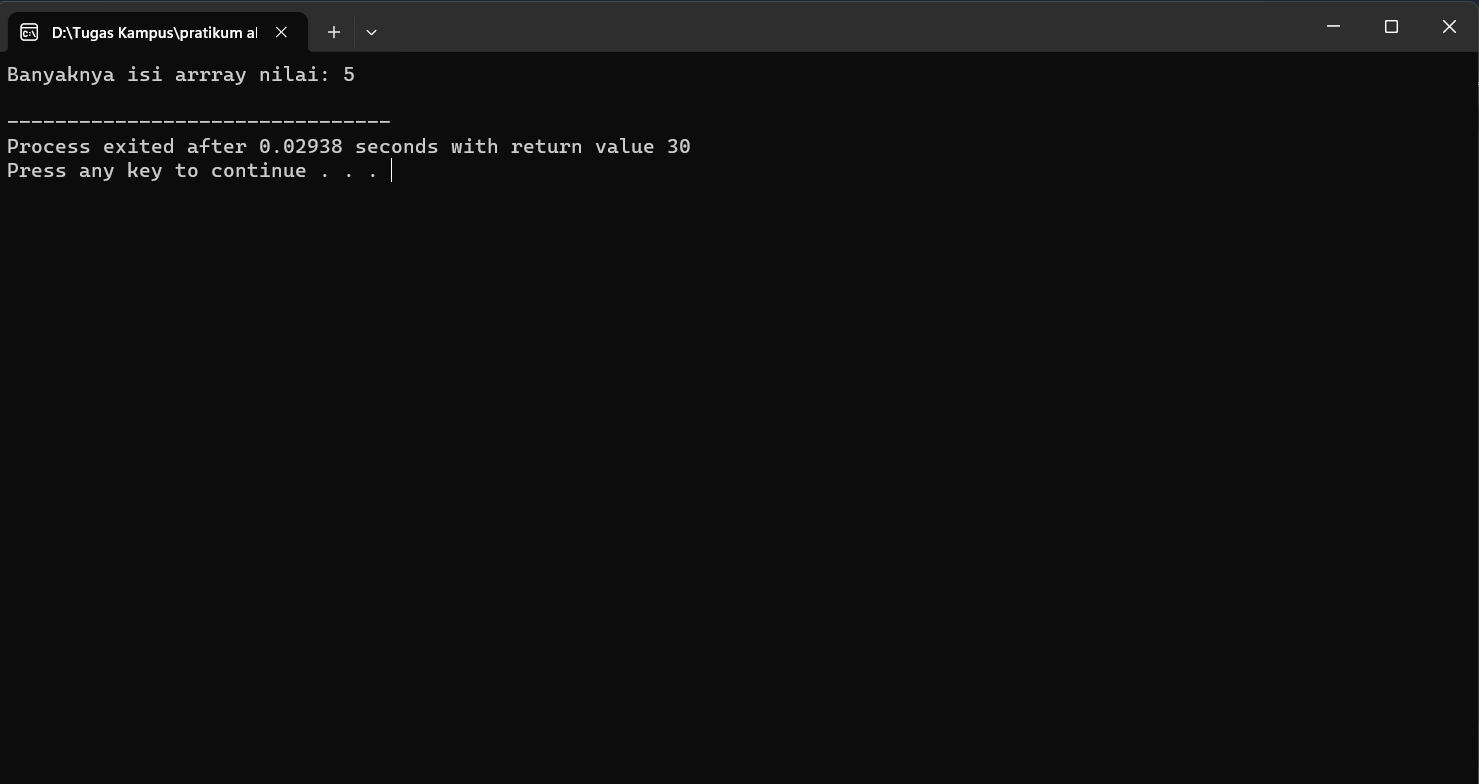 D:\Tugas Kampus\pratikum al
Banyaknya isi arrray nilai: 5
--------------------------------
Process exited after 0.02938 seconds with return value 30
Press any key to continue . . .